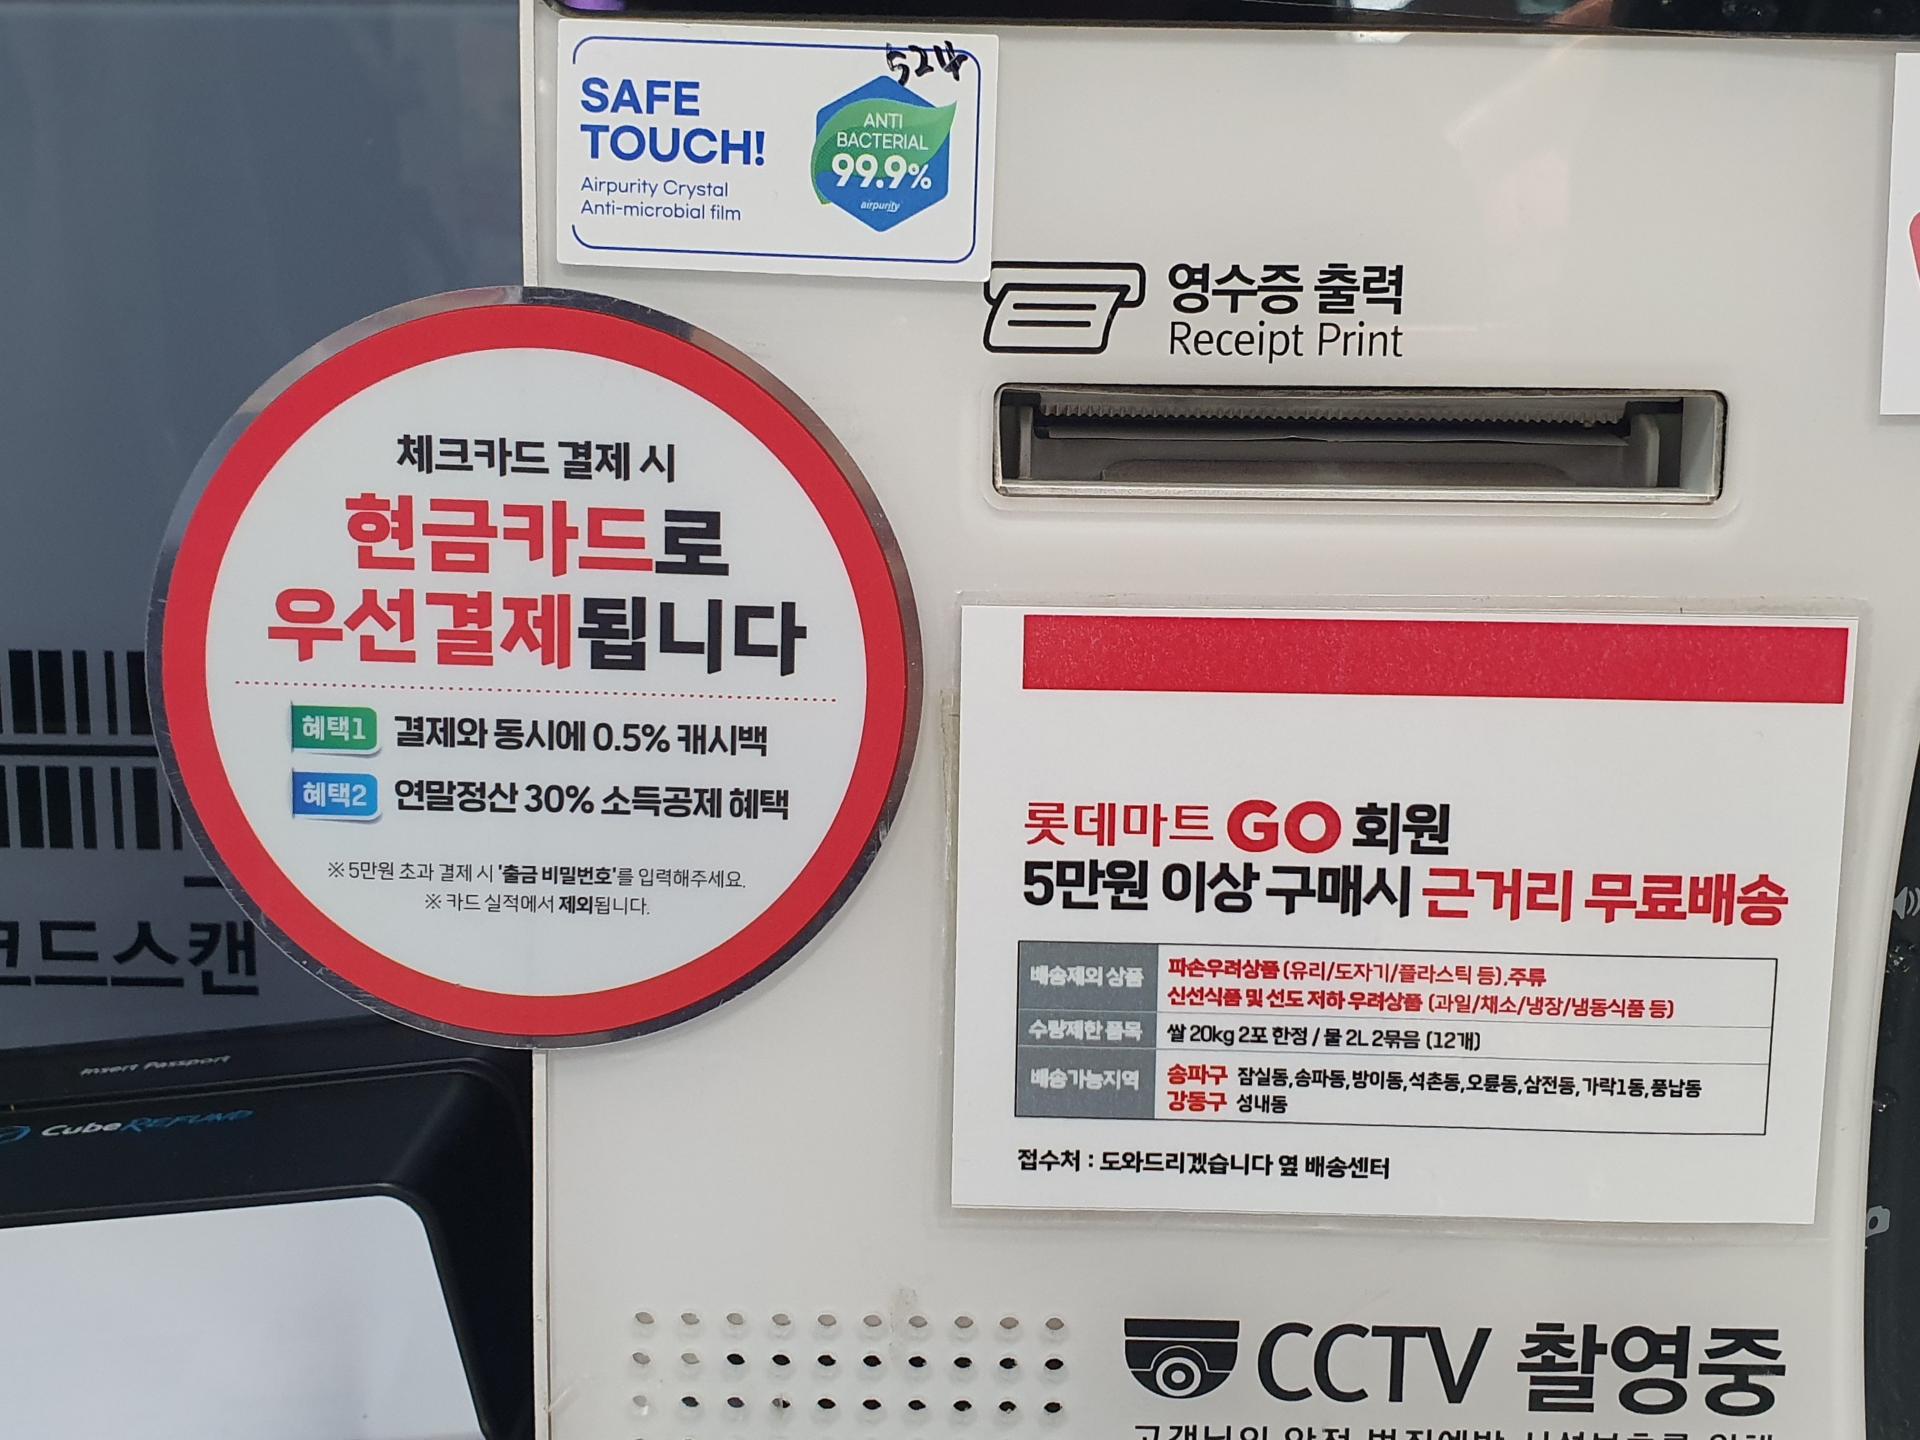 524
SAFE
TOUCH!
Airpurity Crystal
Anti-microbial film
ANTI
BACTERIAL
99.9%
airpurity
영수증 출력
Receipt Print
체크카드 결제 시
현금카드로
우선결제됩니다
혜택1 결제와 동시에 0.5% 캐시백
혜택2 연말정산 30% 소득공제 혜택
※ 5만원 초과 결제 시 '출금 비밀번호'를 입력해주세요.
※ 카드 실적에서 제외됩니다.
코드스캔
Insert Passport
CubeREFUND
롯데마트 GO 회원
5만원 이상 구매시 근거리 무료배송
배송제외 상품 파손우려상품 (유리/도자기/플라스틱 등).주류
신선식품 및 선도 저하 우려상품 (과일/채소/냉장/냉동식품 등)
수량제한 품목 쌀 20kg 2포 한정 / 물 2L 2묶음 (12개)
배송가능지역 송파구 잠실동,송파동,방이동,석촌동,오륜동,삼전동,가락1동,풍납동
강동구 성내동
접수처 : 도와드리겠습니다 옆 배송센터
CCTV 촬영중